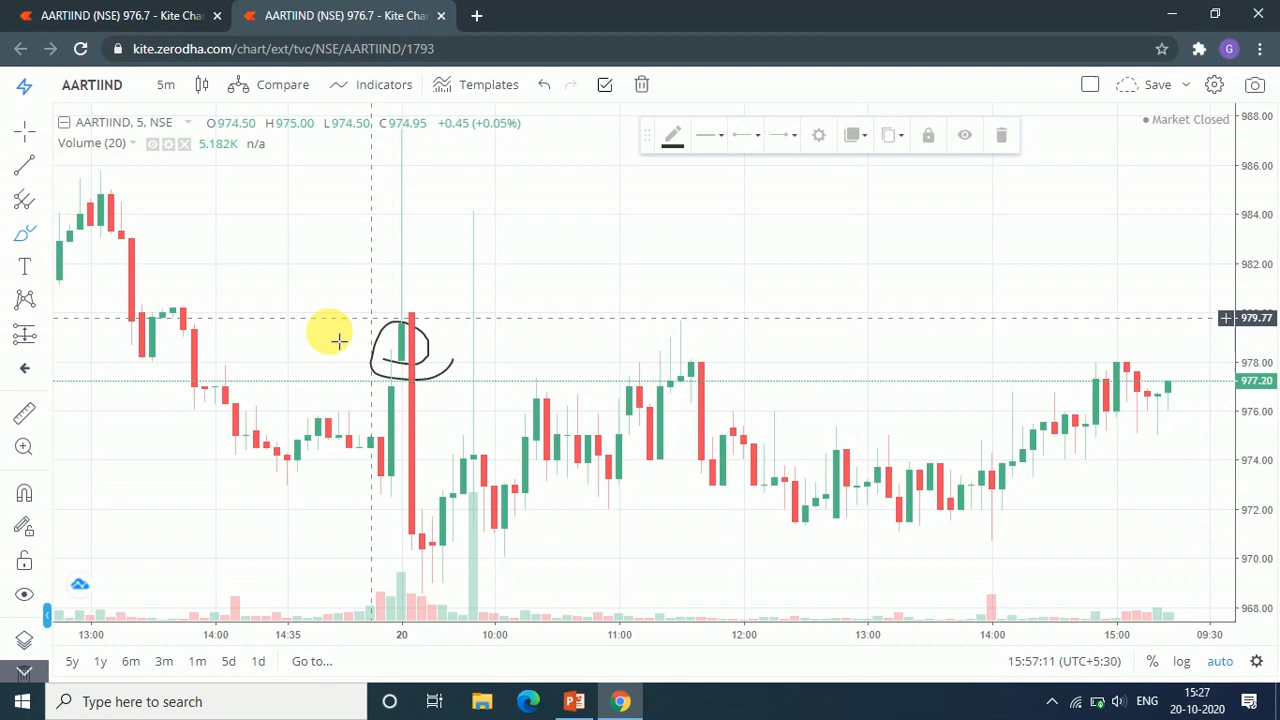 AARTIIND (NSE) 976.7 - Kite Char
AARTIIND (NSE) 976.7 - Kite Char
kite.zerodha.com/chart/ext/tvc/NSE/AARTIIND/1793
G
AARTIIND 5m Compare Indicators Templates Save
AARTIIND, 5, NSE O974.50 H975.00 L974.50 C974.95 +0.45 (+0.05%)
Volume (20) 5.182K n/a
Market Closed
988.00
986.00
984.00
982.00
979.77
978.00
977.20
976.00
974.00
972.00
970.00
968.00
13:00 14:00 14:35 20 10:00 11:00 12:00 13:00 14:00 15:00 09:30
5y 1y 6m 3m 1m 5d 1d Go to... 15:57:11 (UTC+5:30) % log auto
Type here to search
ENG
15:27
20-10-2020